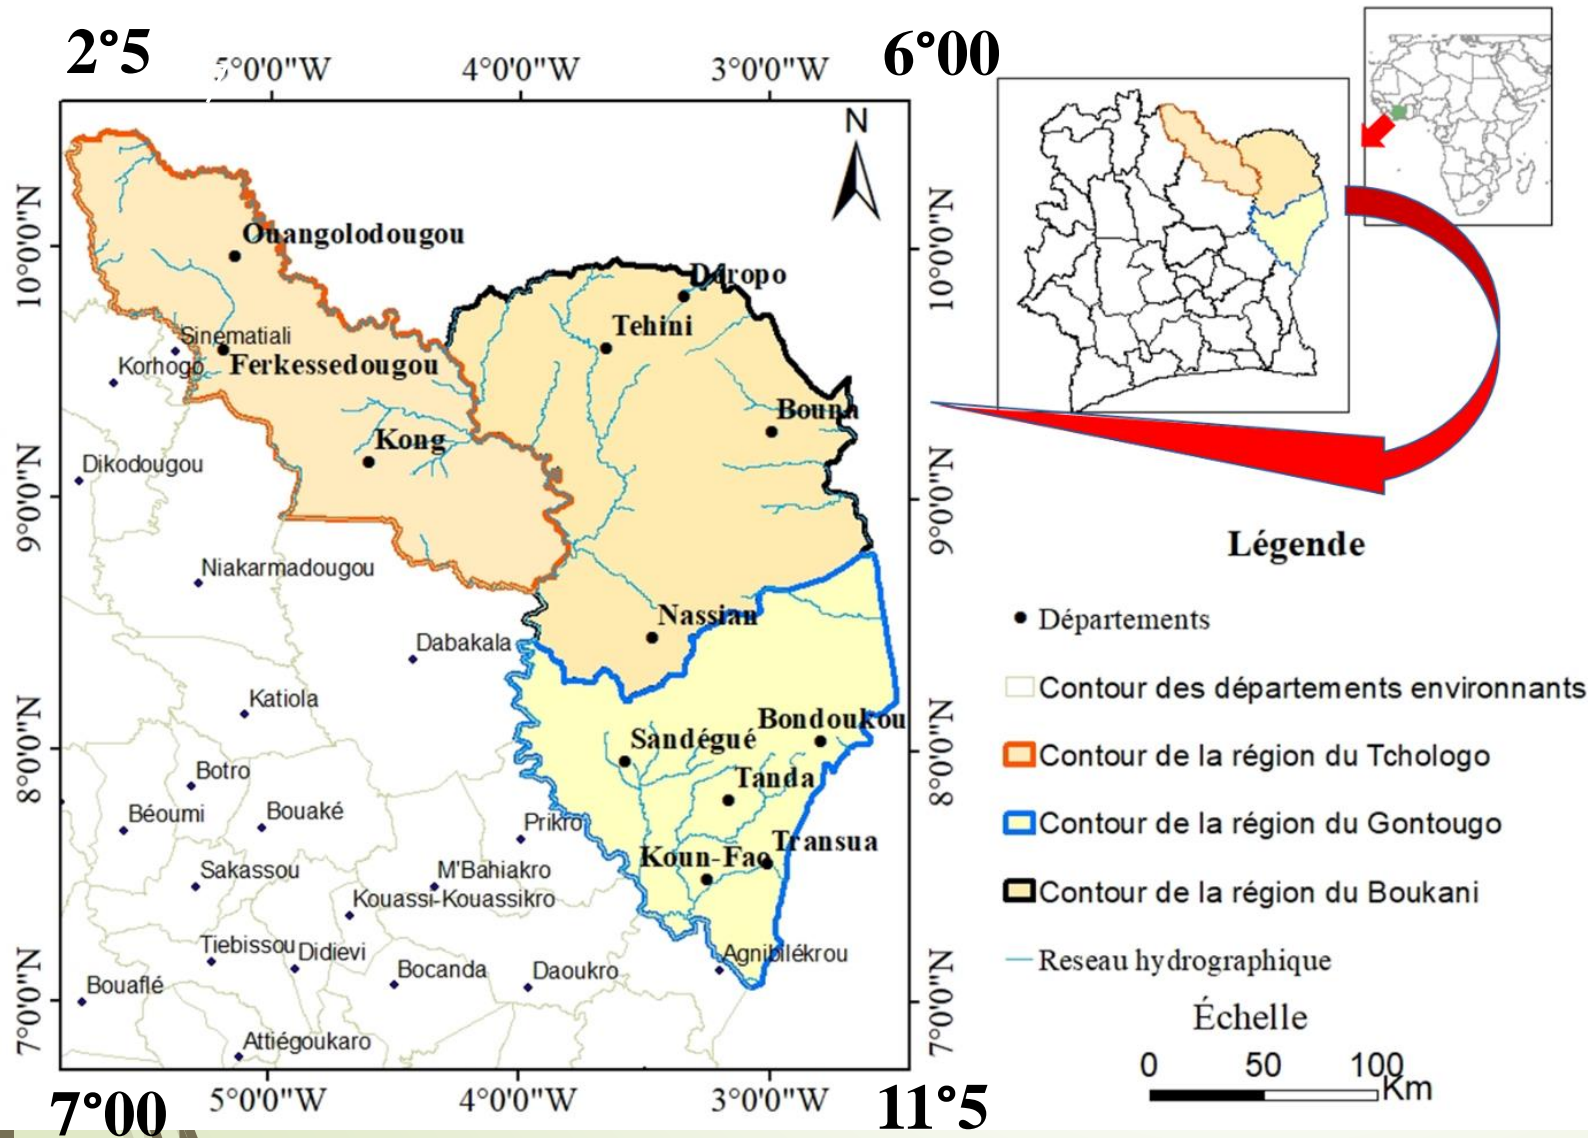 2°5
6°00
5°0'0"W
4°0'0"W
3°0'0"W
N
10°0'0"N
10°0'0"N
Ouangolodougou
Doropo
Tehini
Sinematiali
Korhogo
Ferkessedougou
Bouna
Kong
Dikodougou
9°0'0"N
9°0'0"N
Niakarmadougou
Nassian
Dabakala
Katiola
Bondoukou
Sandégué
8°0'0"N
8°0'0"N
Botro
Tanda
Béoumi
Bouaké
Prikro
Transua
Koun-Fao
Sakassou
M'Bahiakro
Kouassi-Kouassikro
Tiebissou
Didievi
Agnibilékrou
Bocanda
Daoukro
Bouaflé
7°0'0"N
7°0'0"N
Attiégoukaro
5°0'0"W
4°0'0"W
3°0'0"W
7°00
11°5
Légende
Départements
Contour des départements environnants
Contour de la région du Tchologo
Contour de la région du Gontougo
Contour de la région du Boukani
Reseau hydrographique
Échelle
0 50 100
Km